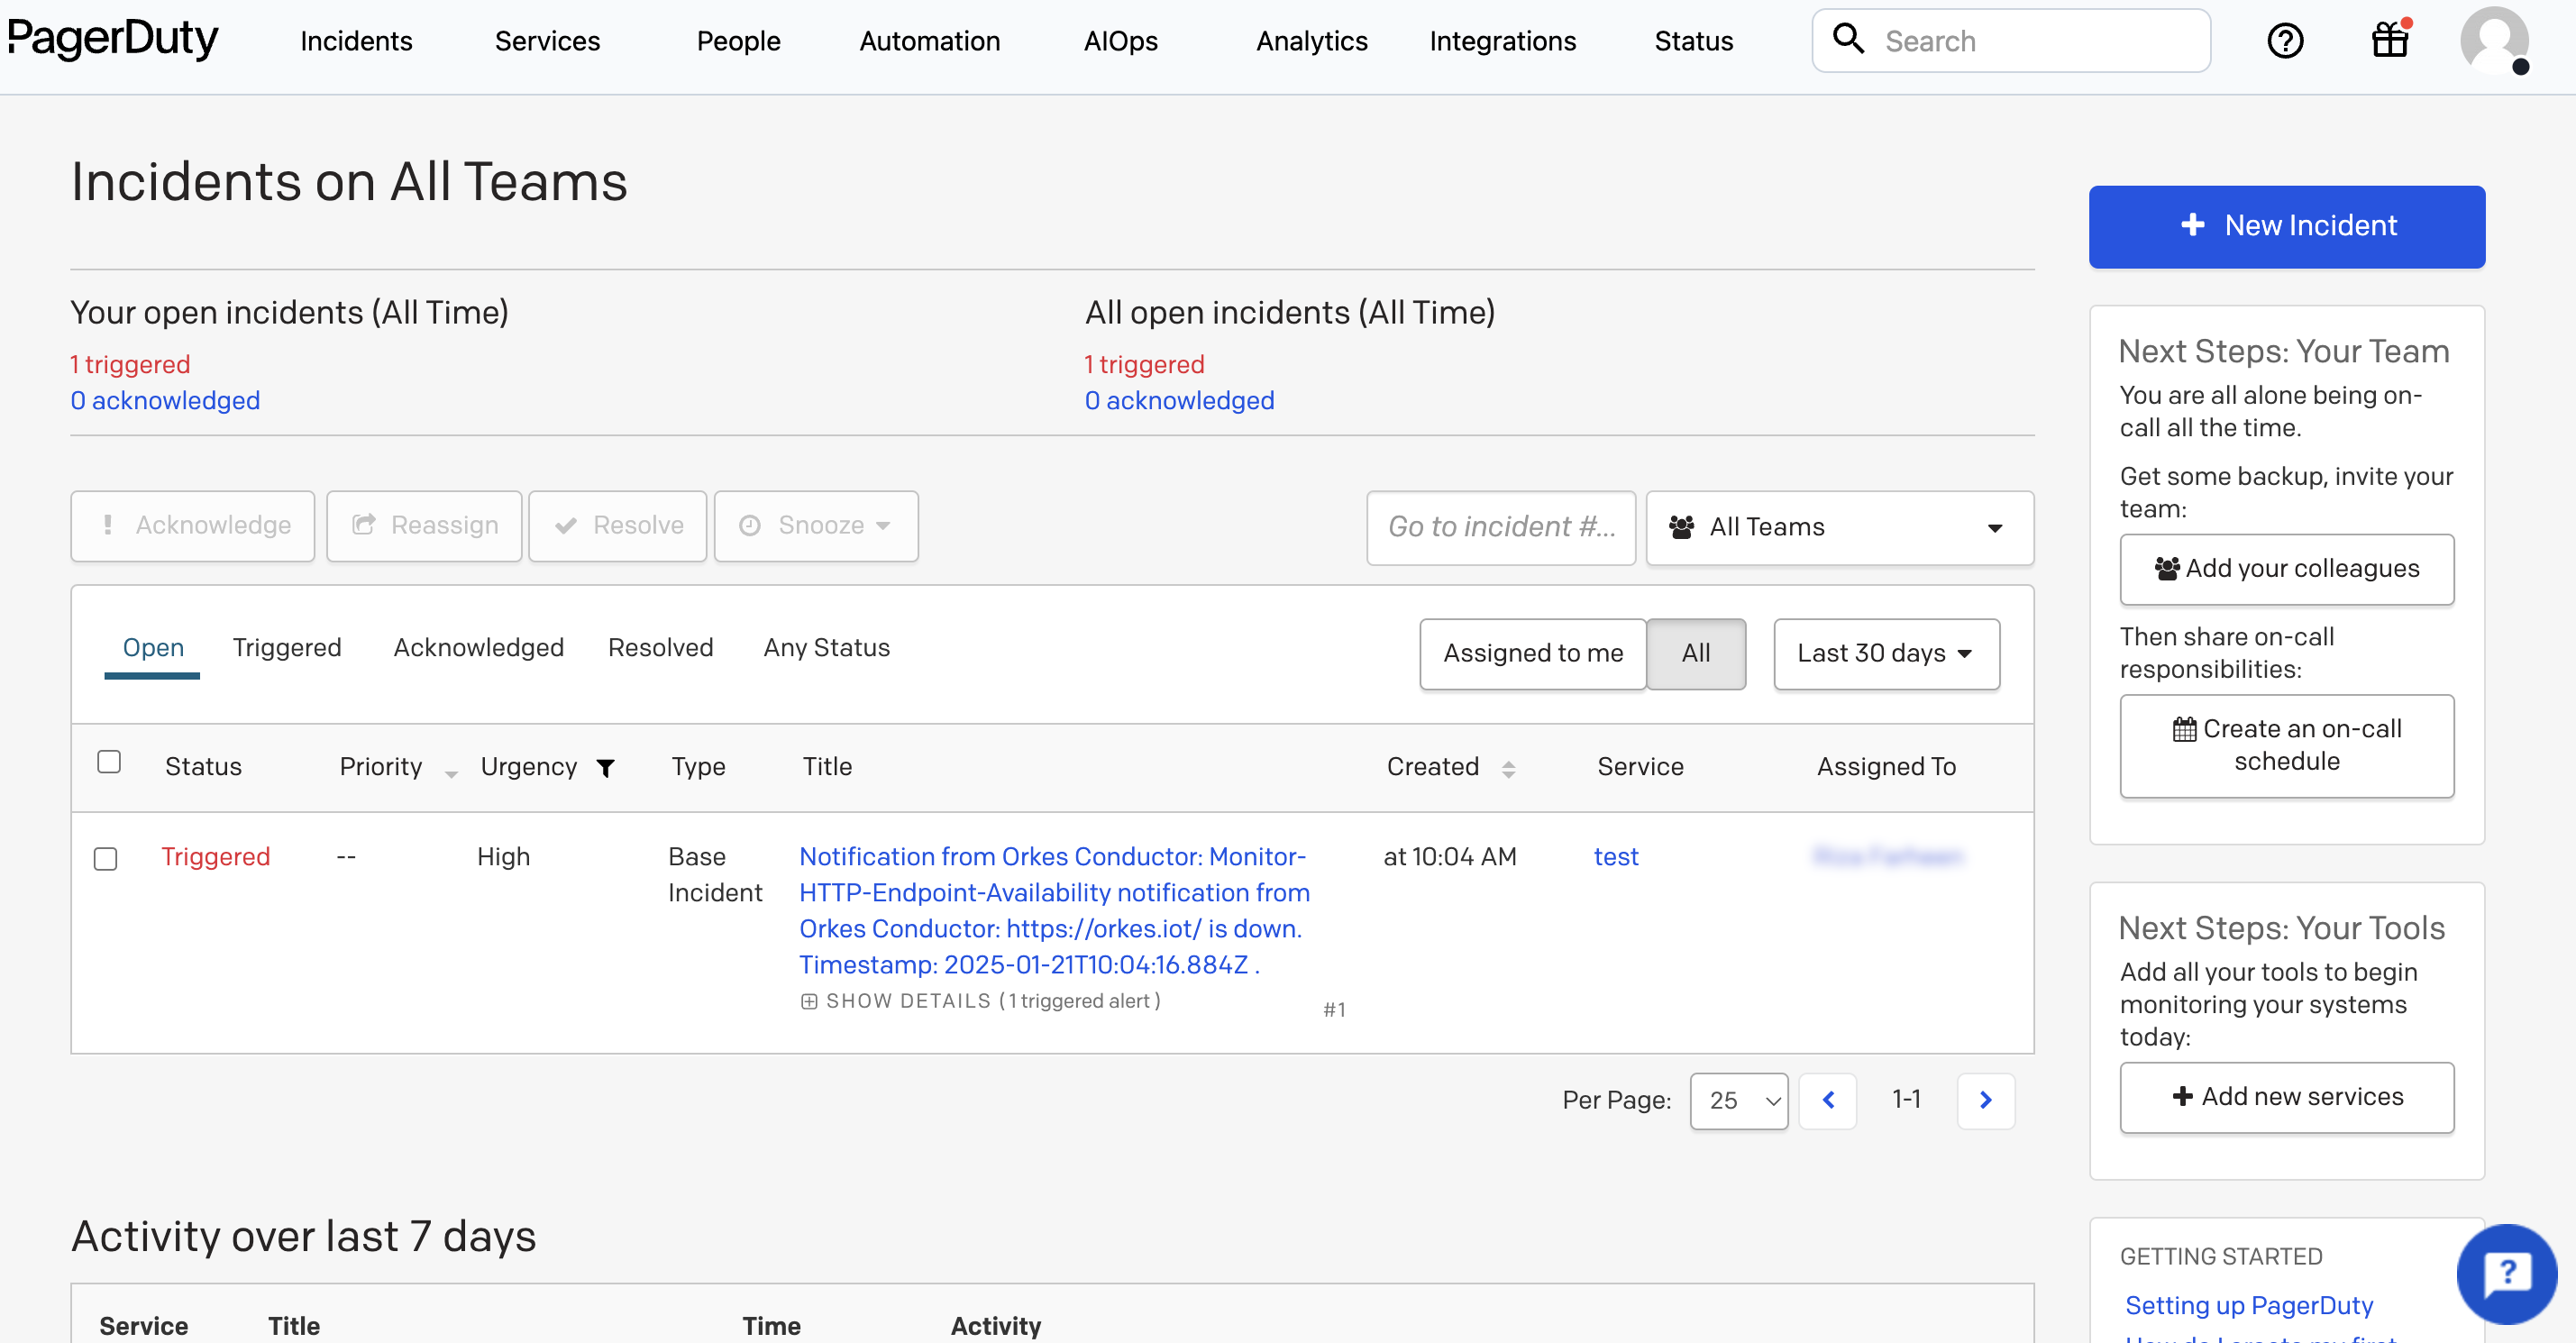 PagerDuty
Incidents
Services
People
Automation
AIOps
Analytics
Integrations
Status
Search
Incidents on All Teams
New Incident
Your open incidents (All Time)
1 triggered
0 acknowledged
All open incidents (All Time)
1 triggered
0 acknowledged
Acknowledge
Reassign
Resolve
Snooze
Go to incident #...
All Teams
Open
Triggered
Acknowledged
Resolved
Any Status
Assigned to me
All
Last 30 days
Status
Priority
Urgency
Type
Title
Created
Service
Assigned To
Triggered
--
High
Base
Incident
Notification from Orkes Conductor: Monitor-
HTTP-Endpoint-Availability notification from
Orkes Conductor: https://orkes.iot/ is down.
Timestamp: 2025-01-21T10:04:16.884Z .
SHOW DETAILS (1 triggered alert)
#1
at 10:04 AM
test
Per Page:
25
1-1
Activity over last 7 days
Service
Title
Time
Activity
Next Steps: Your Team
You are all alone being on-
call all the time.
Get some backup, invite your
team:
Add your colleagues
Then share on-call
responsibilities:
Create an on-call
schedule
Next Steps: Your Tools
Add all your tools to begin
monitoring your systems
today:
Add new services
GETTING STARTED
Setting up PagerDuty